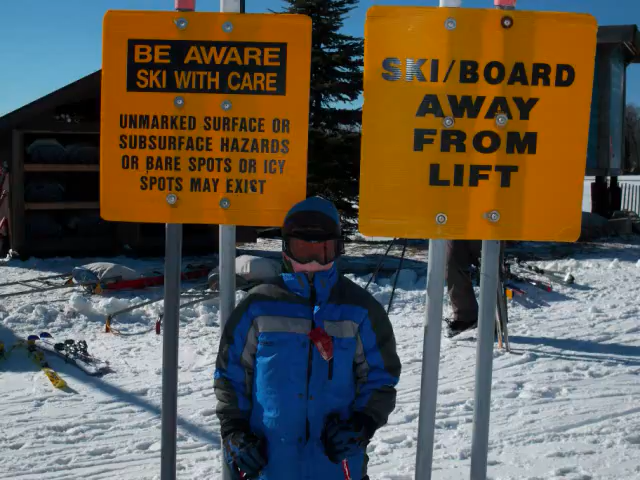 BE AWARE
SKI WITH CARE
UNMARKED SURFACE OR
SUBSURFACE HAZARDS
OR BARE SPOTS OR ICY
SPOTS MAY EXIST
SKI/BOARD
AWAY
FROM
LIFT